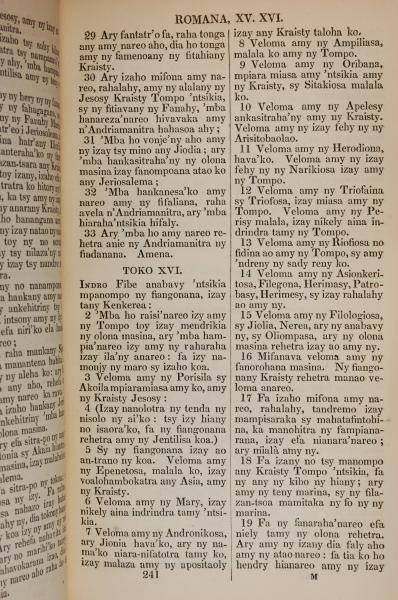 ROMANA, XV. XVI.
29 Ary fantatr'o fa, raha tonga
any amy nareo aho, dia ho tonga
amy ny famenoany ny fitahiany
Kraisty.
30 Ary izaho mifona amy na-
reo, rahalahy, amy ny alalany ny
Jesosy Kraisty Tompo 'ntsikia,
sy ny fitiavany ny Fanahy, 'mba
hanareza'nareo hivavaka amy
n'Andriamanitra hahasoa ahy;
31 'Mba ho vonje'ny aho amy
ny izay tsy mino any Jodia; ary
'mba hankasitraha'ny ny olona
masina izay fanompoana atao ko
any Jeriosalema;
32 'Mba hankanesa'ko any
nareo amy ny fifaliana, raha
avela n'Andriamanitra, ary 'mba
hiaraha'ntsikia hifaly.
33 Ary 'mba ho amy nareo re-
hetra anie ny Andriamanitry ny
fiadanana. Amena.
TOKO XVI.
INDRO Fibe anabavy 'ntsikia
mpanompo ny fiangonana, izay
tany Kenkerea:
2 'Mba ho raisi'nareo izy amy
ny Tompo toy izay mendrikia
ny olona masina, ary 'mba ham-
pia'nareo izy amy ny raharaha
izay ila'ny anareo: fa izy na-
monjy ny maro sy izaho koa.
3 Veloma amy ny Porisila sy
Akoila mpiaramiasa amy ko, amy
ny Kraisty Jesosy:
4 (Izay nanolotra ny tenda ny
nisolo ny ai'ko: tsy izy hiany
no isaora'ko, fa ny fiangonany
rehetra amy ny Jentilisa koa.)
5 Sy ny fiangonana izay ao
an-trano ny koa. Veloma amy
ny Epenetosa, malala ko, izay
voalohambokatra any Asia, amy
ny Kraisty.
6 Veloma amy ny Mary, izay
nikely aina indrindra tamy 'ntsi-
kia.
7 Veloma amy ny Andronikosa,
ary Jionia hava'ko, ary ny na-
ma'ko niara-nifatotra tamy ko,
izay malaza amy ny apositaoly
izay any Kraisty taloha ko.
8 Veloma amy ny Ampiliasa,
malala ko amy ny Tompo.
9 Veloma amy ny Oribana,
mpiara miasa amy 'ntsikia amy
ny Kraisty, sy Sitakiosa malala
ko.
10 Veloma amy ny Apelesy
ankasitraha'ny amy ny Kraisty.
Veloma amy ny izay fehy ny ny
Arisitobaolao.
11 Veloma amy ny Herodiona,
hava'ko. Veloma amy ny izay
fehy ny ny Narikiosa izay amy
ny Tompo.
12 Veloma amy ny Triofaina
sy Triofosa, izay miasa amy ny
Tompo. Veloma amy ny Pe-
risy malala, izay nikely aina in-
drindra tamy ny Tompo.
13 Veloma amy ny Riofiosa no
fidina ao amy ny Tompo, sy amy
'ndreny ny sady reny ko.
14 Veloma amy ny Asionkeri-
tosa, Filegona, Herimasy, Patro-
basy, Herimesy, sy izay rahalahy
ao amy ny.
15 Veloma amy ny Filologiosa,
sy Jiolia, Nerea, ary ny anabavy
ny, sy Oliompasa, ary ny olona
masina rehetra izay ao amy ny.
16 Mifanava veloma amy ny
fanorohana masina. Ny fiango-
nany Kraisty rehetra manao ve-
loma anareo.
17 Fa izaho mifona amy na-
reo, rahalahy, tandremo izay
mampisaraka sy mahatafintohi-
na, ka manohitra ny fampiana-
rana, izay efa nianara'nareo;
ary mialà amy ny.
18 Fa izany no tsy manompo
any Kraisty Tompo 'ntsikia, fa
ny any ny kibo ny hiany; ary
amy ny teny marina, sy ny fila-
zan-tsoa mamitaka ny fo ny ny
marina.
19 Fa ny fanaraha'nareo efa
niely tamy ny olona rehetra.
Ary amy ny izany dia faly aho
amy ny atao nareo: fa tia ko ho
hendry hianareo amy ny izay
241
M